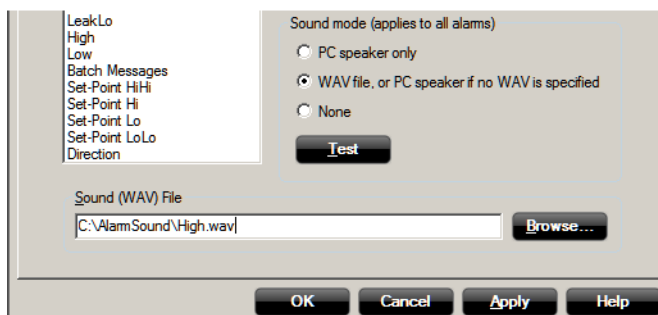 LeakLo
High
Low
Batch Messages
Set-Point HiHi
Set-Point Hi
Set-Point Lo
Set-Point LoLo
Direction
Sound mode (applies to all alarms)
PC speaker only
WAV file, or PC speaker if no WAV is specified
None
Test
Sound (WAV) File
C:\AlarmSound\High.wav
Browse...
OK Cancel Apply Help